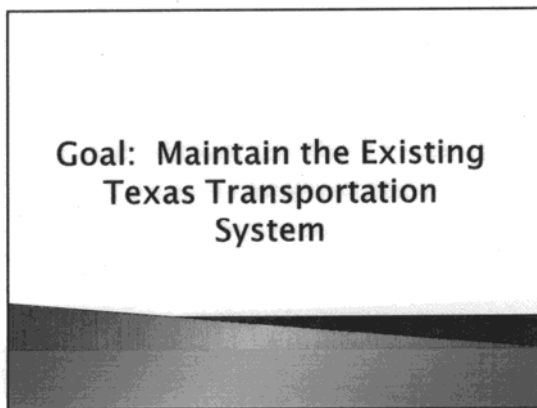 Goal: Maintain the Existing
Texas Transportation
System